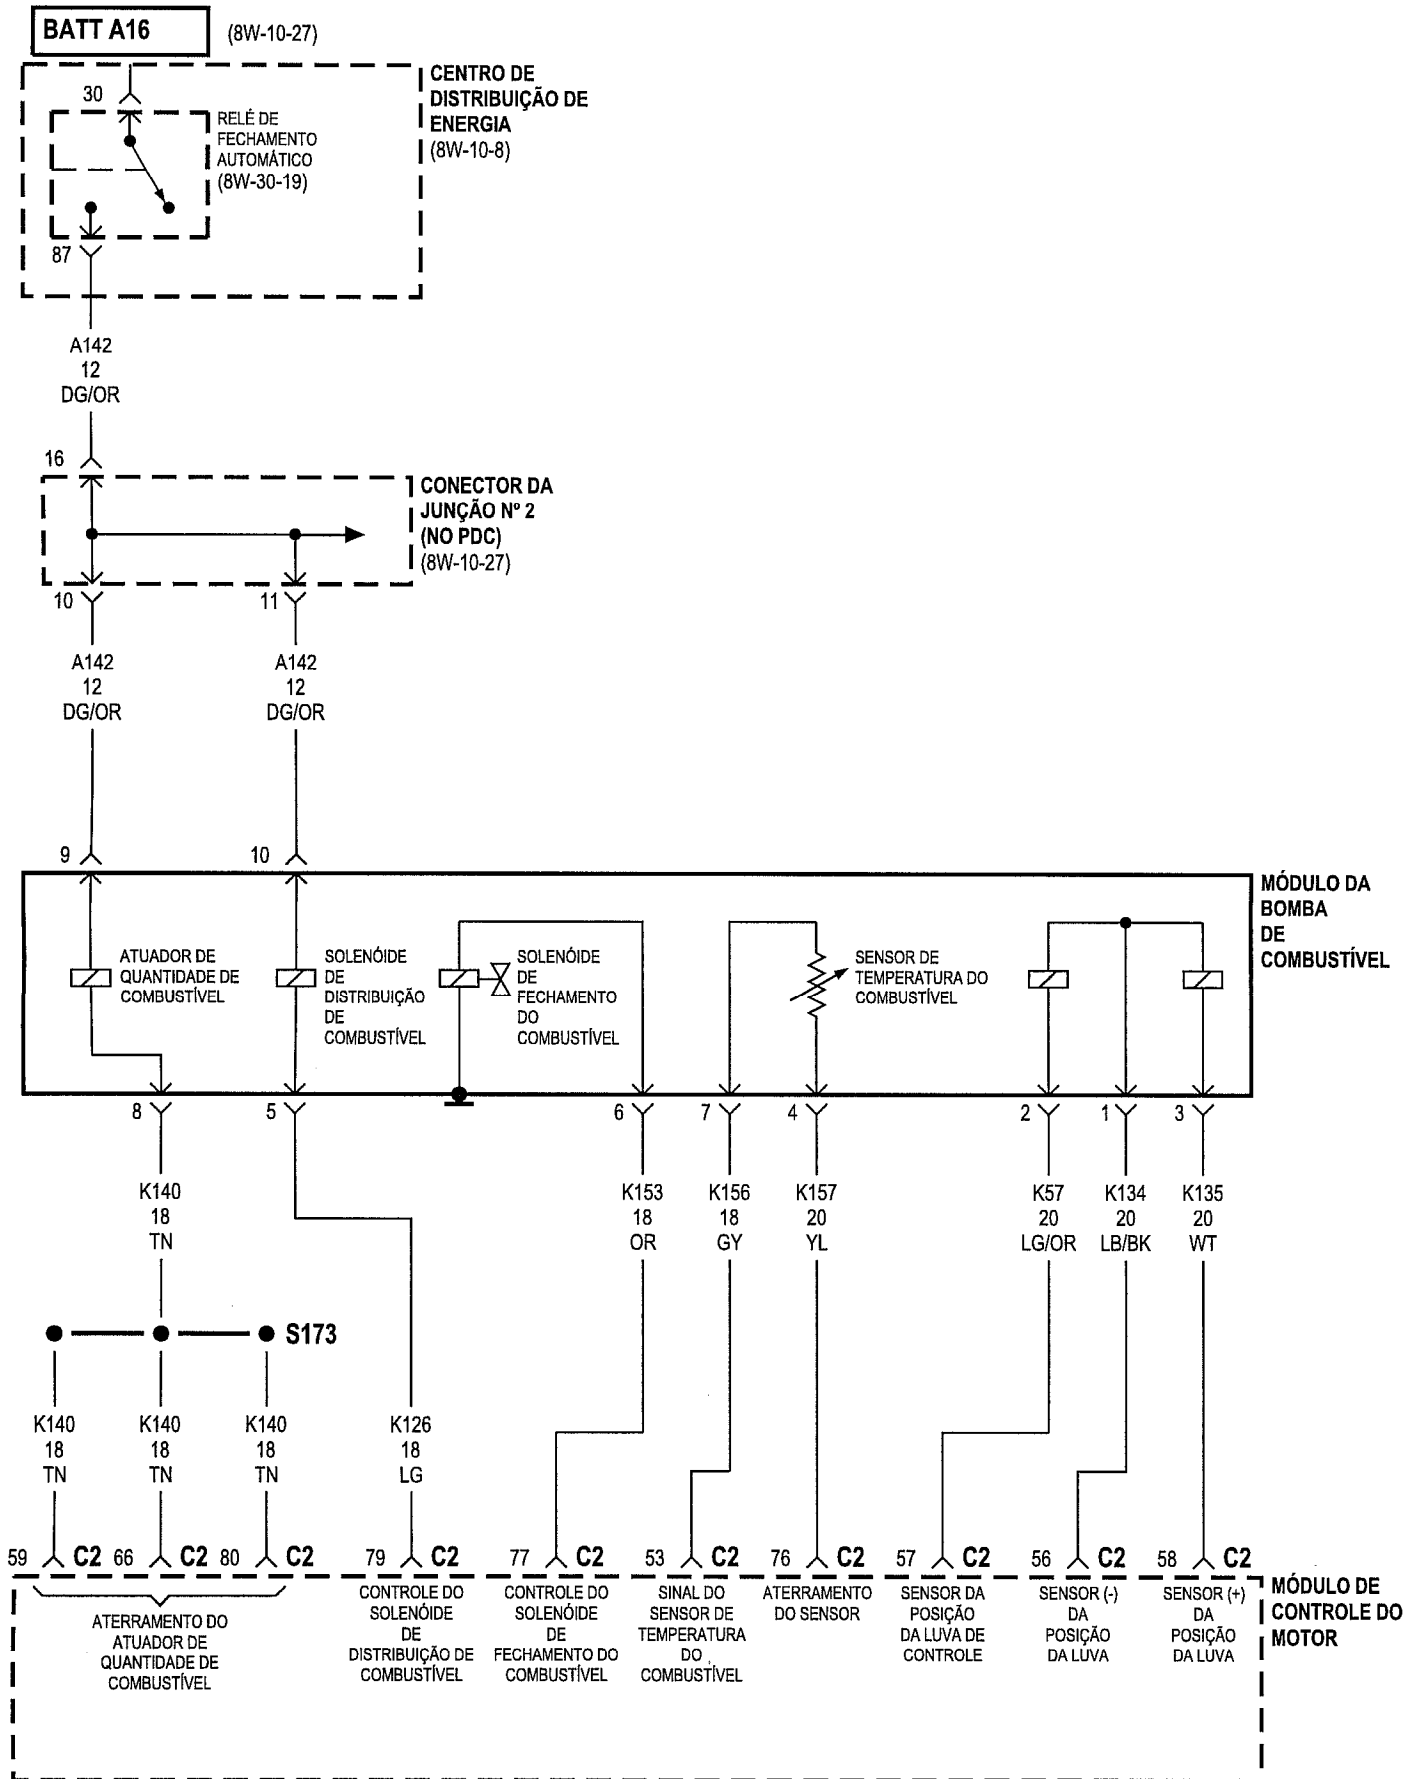 BATT A16
(8W-10-27)
CENTRO DE
DISTRIBUIÇÃO DE
ENERGIA
(8W-10-8)
30
RELÉ DE
FECHAMENTO
AUTOMÁTICO
(8W-30-19)
87
A142
12
DG/OR
16
CONECTOR DA
JUNÇÃO Nº 2
(NO PDC)
(8W-10-27)
10
11
A142
12
DG/OR
A142
12
DG/OR
9
10
MÓDULO DA
BOMBA
DE
COMBUSTÍVEL
ATUADOR DE
QUANTIDADE DE
COMBUSTÍVEL
SOLENÓIDE
DE
DISTRIBUIÇÃO
DE
COMBUSTÍVEL
SOLENÓIDE
DE
FECHAMENTO
DO
COMBUSTÍVEL
SENSOR DE
TEMPERATURA DO
COMBUSTÍVEL
8
5
6
7
4
2
1
3
K140
18
TN
K153
18
OR
K156
18
GY
K157
20
YL
K57
20
LG/OR
K134
20
LB/BK
K135
20
WT
S173
K140
18
TN
K140
18
TN
K140
18
TN
K126
18
LG
59 C2
66 C2
80 C2
79 C2
77 C2
53 C2
76 C2
57 C2
56 C2
58 C2
ATERRAMENTO DO
ATUADOR DE
QUANTIDADE DE
COMBUSTÍVEL
CONTROLE DO
SOLENÓIDE
DE
DISTRIBUIÇÃO DE
COMBUSTÍVEL
CONTROLE DO
SOLENÓIDE
DE
FECHAMENTO DO
COMBUSTÍVEL
SINAL DO
SENSOR DE
TEMPERATURA
DO
COMBUSTÍVEL
ATERRAMENTO
DO SENSOR
SENSOR DA
POSIÇÃO
DA LUVA DE
CONTROLE
SENSOR (-)
DA
POSIÇÃO
DA LUVA
SENSOR (+)
DA
POSIÇÃO
DA LUVA
MÓDULO DE
CONTROLE DO
MOTOR